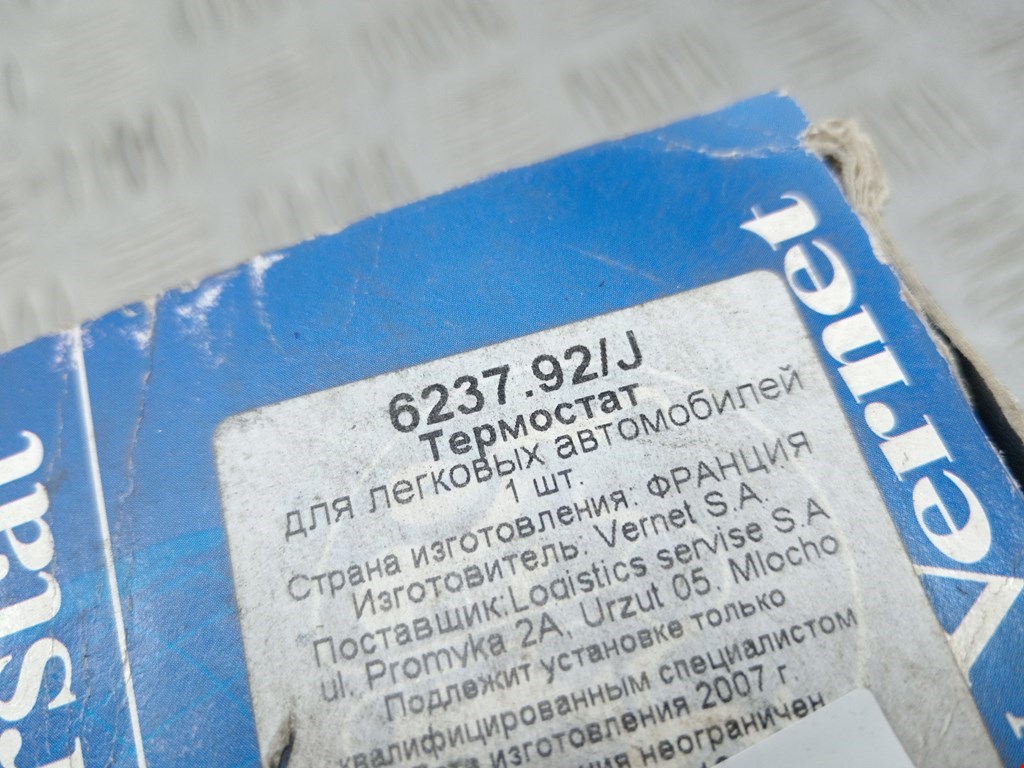 6237.92/J
Термостат
для легковых автомобилей
1 шт.
Страна изготовления: ФРАНЦИЯ
Изготовитель: Vernet S.A.
Поставщик: Logistics servise S.A
ul. Promyka 2A, Urzut 05, Mlocho
Подлежит установке только
квалифицированным специалистом
изготовления 2007 г.
неограничен
Vernet